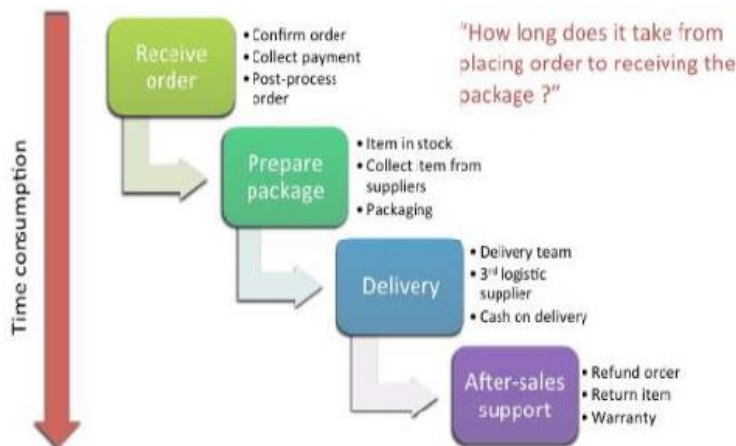 Receive
order
• Confirm order
• Collect payment
• Post-process
order
"How long does it take from
placing order to receiving the
package ?"
Time consumption
Prepare
package
• Item in stock
• Collect item from
suppliers
• Packaging
Delivery
• Delivery team
• 3rd logistic
supplier
• Cash on delivery
After-sales
support
• Refund order
• Return item
• Warranty